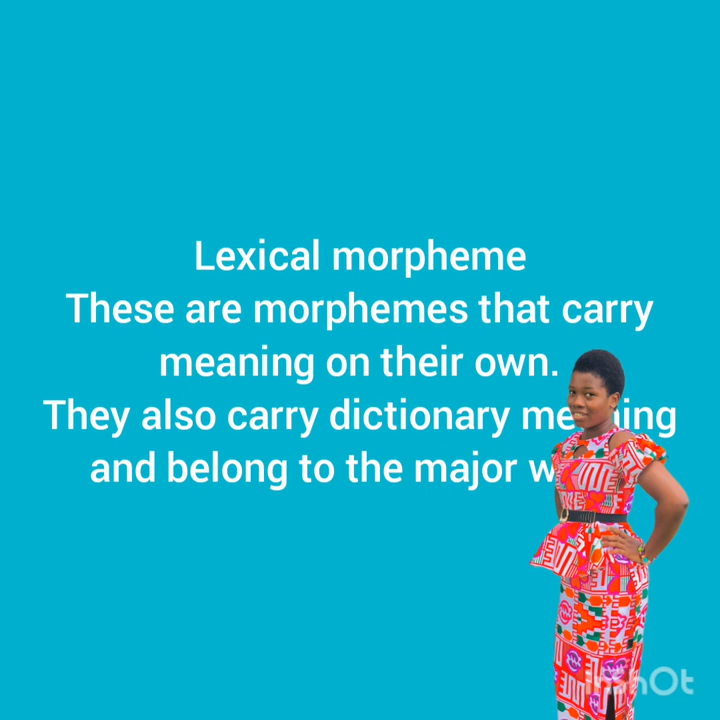 Lexical morpheme
These are morphemes that carry
meaning on their own.
They also carry dictionary
and belong to the major